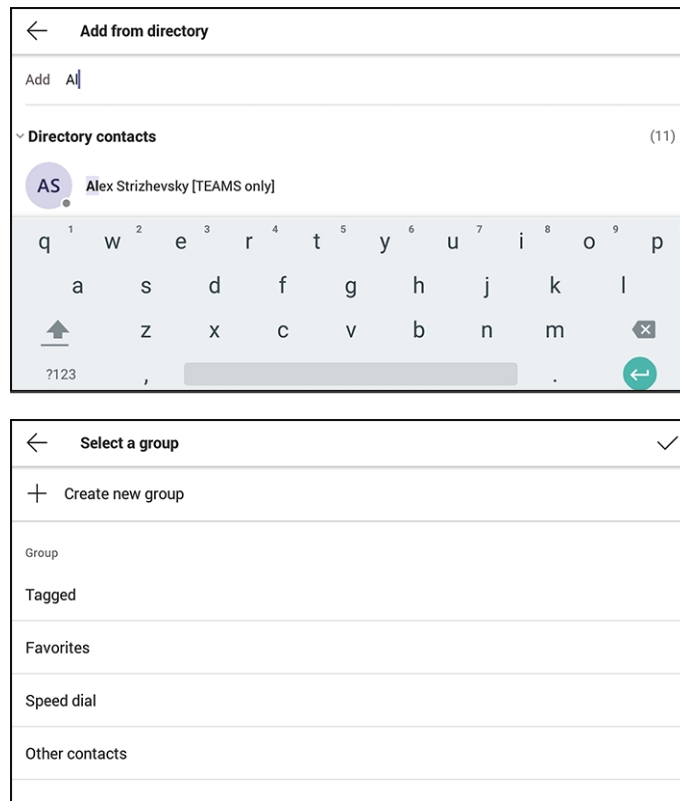 Add from directory
Add Al
Directory contacts (11)
AS Alex Strizhevsky [TEAMS only]
1 2 3 4 5 6 7 8 9
q w e r t y u i o p
a s d f g h j k l
z x c v b n m
?123 , .
Select a group
Create new group
Group
Tagged
Favorites
Speed dial
Other contacts